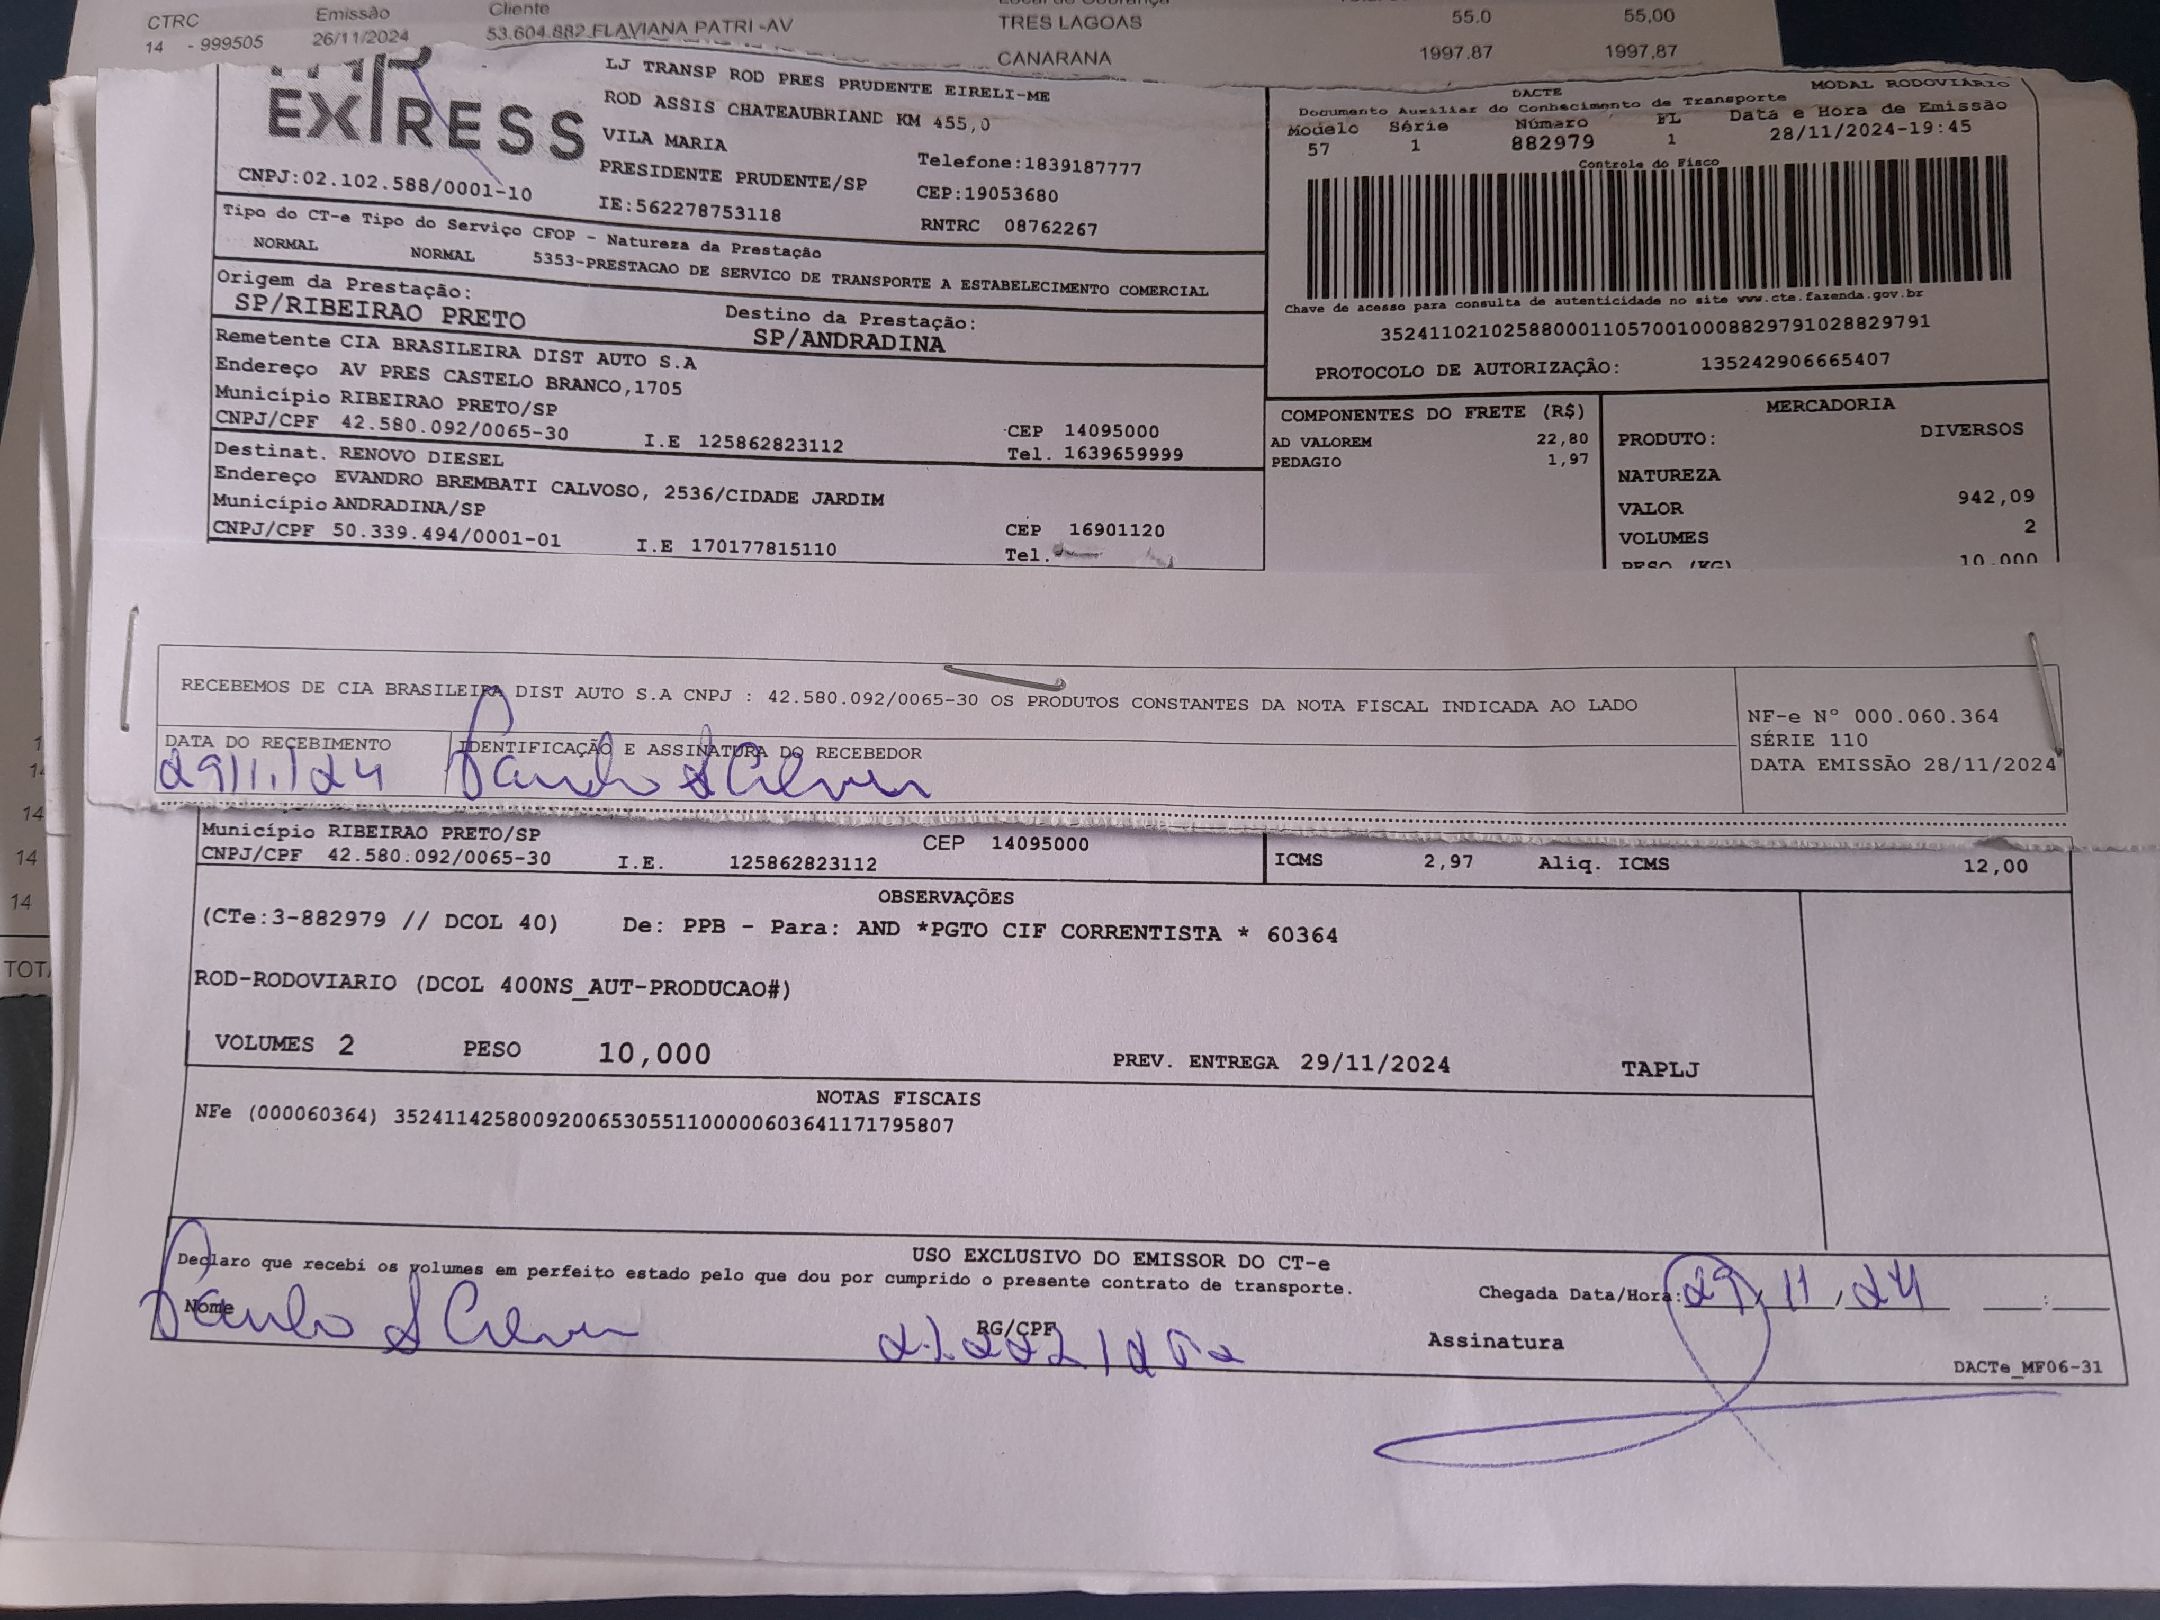 CTRC Emissão Cliente
14 - 999505 26/11/2024 53.604.882 FLAVIANA PATRI -AV TRES LAGOAS 55.0 55,00
CANARANA 1997.87 1997,87
EXPRESS
CNPJ:02.102.588/0001-10
LJ TRANSP ROD PRES PRUDENTE EIRELI-ME
ROD ASSIS CHATEAUBRIAND KM 455,0
VILA MARIA
PRESIDENTE PRUDENTE/SP
IE:562278753118
Telefone:1839187777
CEP:19053680
RNTRC 08762267
DACTE MODAL RODOVIÁRIO
Documento Auxiliar do Conhecimento de Transporte
Modelo Série Número FL Data e Hora de Emissão
57 1 882979 1 28/11/2024-19:45
Controle do Fisco
Chave de acesso para consulta de autenticidade no site www.cte.fazenda.gov.br
35241102102588000110570010008829791028829791
PROTOCOLO DE AUTORIZAÇÃO: 135242906665407
Tipo do CT-e Tipo do Serviço CFOP - Natureza da Prestação
NORMAL NORMAL 5353-PRESTACAO DE SERVICO DE TRANSPORTE A ESTABELECIMENTO COMERCIAL
Origem da Prestação: Destino da Prestação:
SP/RIBEIRAO PRETO SP/ANDRADINA
Remetente CIA BRASILEIRA DIST AUTO S.A
Endereço AV PRES CASTELO BRANCO,1705
Município RIBEIRAO PRETO/SP CEP 14095000
CNPJ/CPF 42.580.092/0065-30 I.E 125862823112 Tel. 1639659999
Destinat. RENOVO DIESEL
Endereço EVANDRO BREMBATI CALVOSO, 2536/CIDADE JARDIM
Município ANDRADINA/SP CEP 16901120
CNPJ/CPF 50.339.494/0001-01 I.E 170177815110 Tel.
COMPONENTES DO FRETE (R$)
AD VALOREM 22,80
PEDAGIO 1,97
MERCADORIA
PRODUTO: DIVERSOS
NATUREZA
VALOR 942,09
VOLUMES 2
PESO (KG) 10,000
RECEBEMOS DE CIA BRASILEIRA DIST AUTO S.A CNPJ : 42.580.092/0065-30 OS PRODUTOS CONSTANTES DA NOTA FISCAL INDICADA AO LADO
DATA DO RECEBIMENTO IDENTIFICAÇÃO E ASSINATURA DO RECEBEDOR
29/11/24
NF-e Nº 000.060.364
SÉRIE 110
DATA EMISSÃO 28/11/2024
Município RIBEIRAO PRETO/SP CEP 14095000
CNPJ/CPF 42.580.092/0065-30 I.E. 125862823112
ICMS 2,97 Aliq. ICMS 12,00
OBSERVAÇÕES
(CTe:3-882979 // DCOL 40) De: PPB - Para: AND *PGTO CIF CORRENTISTA * 60364
ROD-RODOVIARIO (DCOL 400NS_AUT-PRODUCAO#)
VOLUMES 2 PESO 10,000 PREV. ENTREGA 29/11/2024 TAPLJ
NOTAS FISCAIS
NFe (000060364) 35241142580092006530551100000603641171795807
USO EXCLUSIVO DO EMISSOR DO CT-e
Declaro que recebi os volumes em perfeito estado pelo que dou por cumprido o presente contrato de transporte.
Chegada Data/Hora: 29/11/24 __:__
Nome RG/CPF Assinatura
DACTe_MF06-31
14
14
14
TOTA